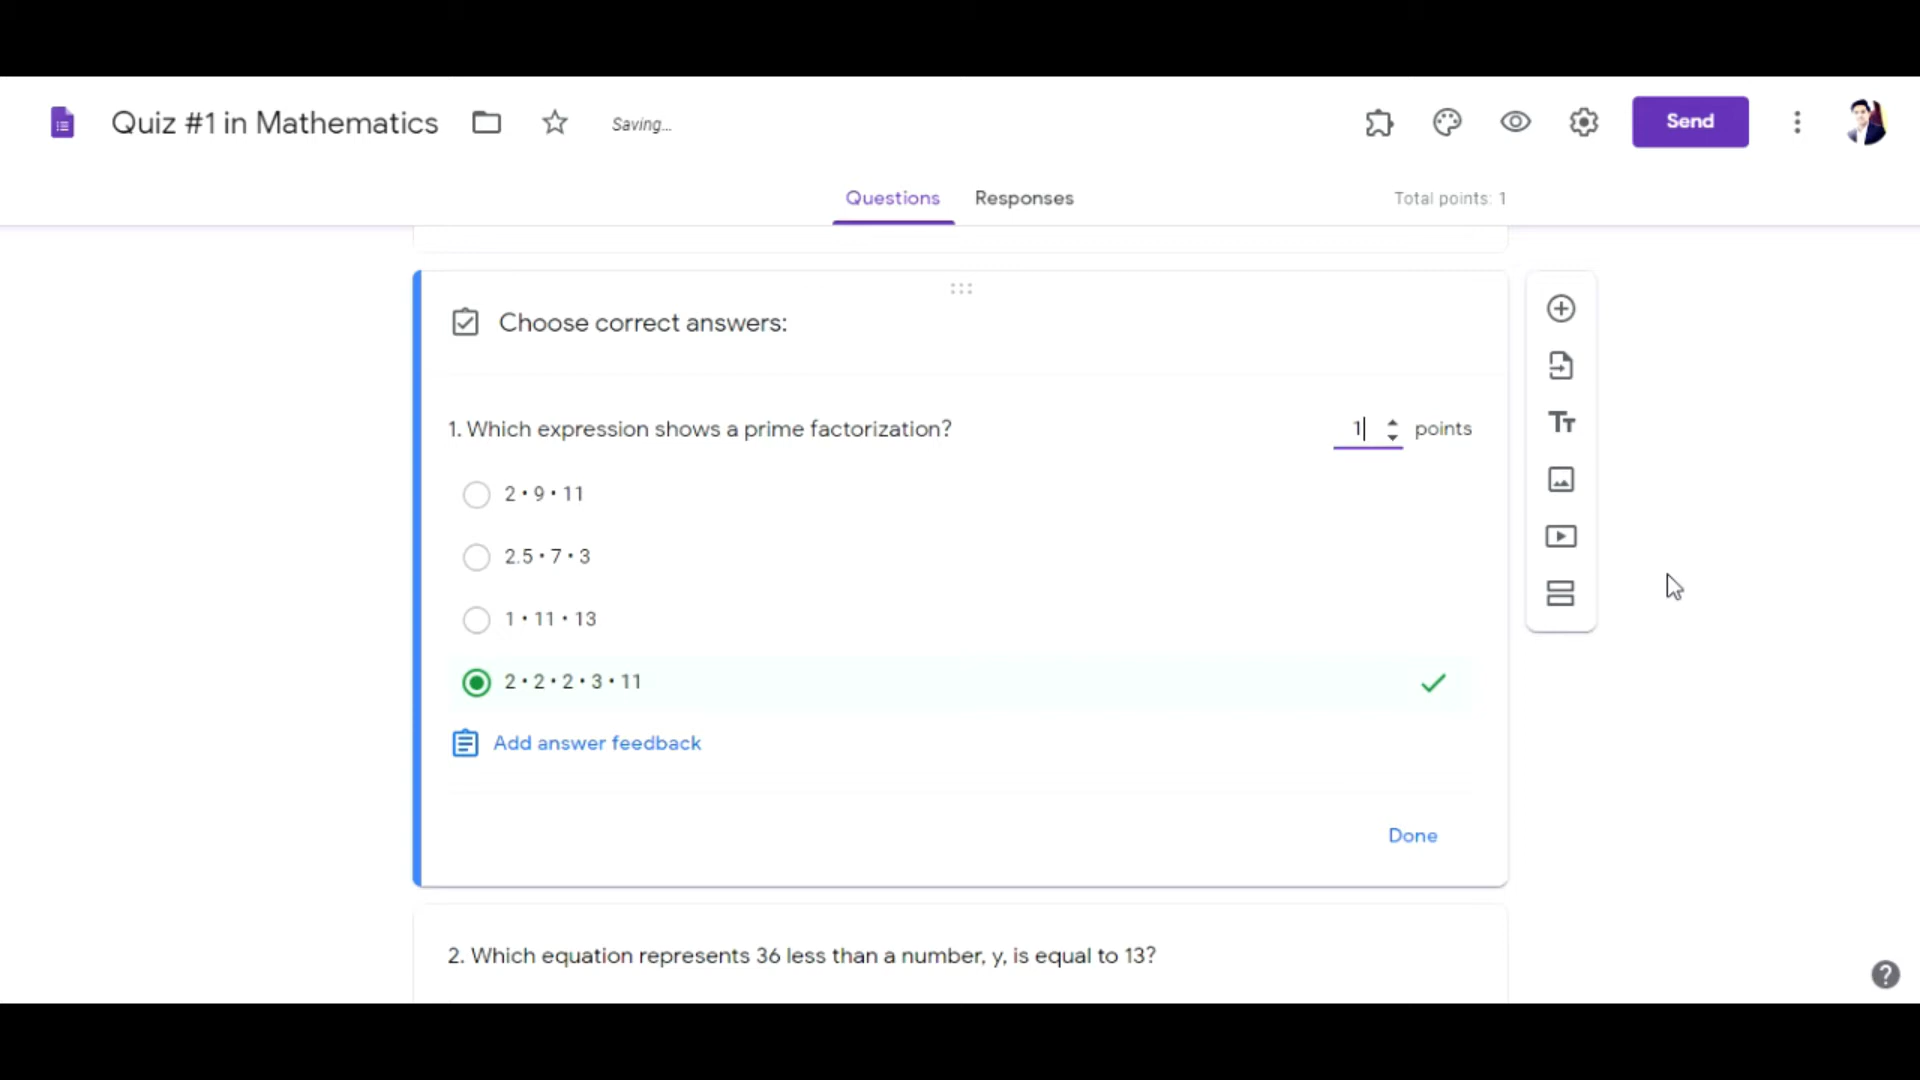 Quiz #1 in Mathematics
Saving...
Send
Questions
Responses
Total points: 1
Choose correct answers:
1. Which expression shows a prime factorization?
1 points
2 • 9 • 11
2.5 • 7 • 3
1 • 11 • 13
2 • 2 • 2 • 3 • 11
Add answer feedback
Done
2. Which equation represents 36 less than a number, y, is equal to 13?